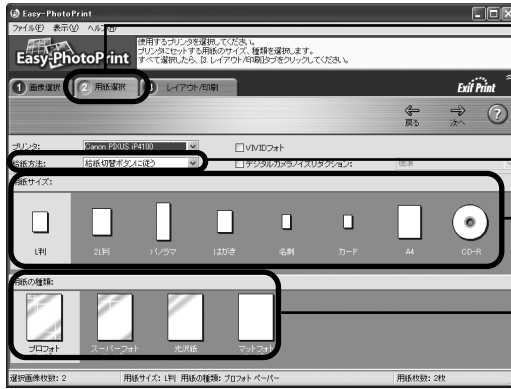 Easy-PhotoPrint
ファイル(F) 表示(V) ヘルプ(H)
Easy-PhotoPrint
使用するプリンタを選択してください。
プリンタにセットする用紙のサイズ、種類を選択します。
すべて選択したら、[3. レイアウト/印刷]タブをクリックしてください。
1 画像選択
2 用紙選択
3 レイアウト/印刷
Exif Print
戻る
次へ
?
プリンタ:
Canon PIXUS iP4100
VIVIDフォト
給紙方法:
給紙切替ボタンに従う
デジタルカメラノイズリダクション:
標準
用紙サイズ:
L判
2L判
パノラマ
はがき
名刺
カード
A4
CD-R
用紙の種類:
プロフォト
スーパーフォト
光沢紙
マットフォト
選択画像枚数: 2
用紙サイズ: L判 用紙の種類: プロフォト ペーパー
用紙枚数: 2枚